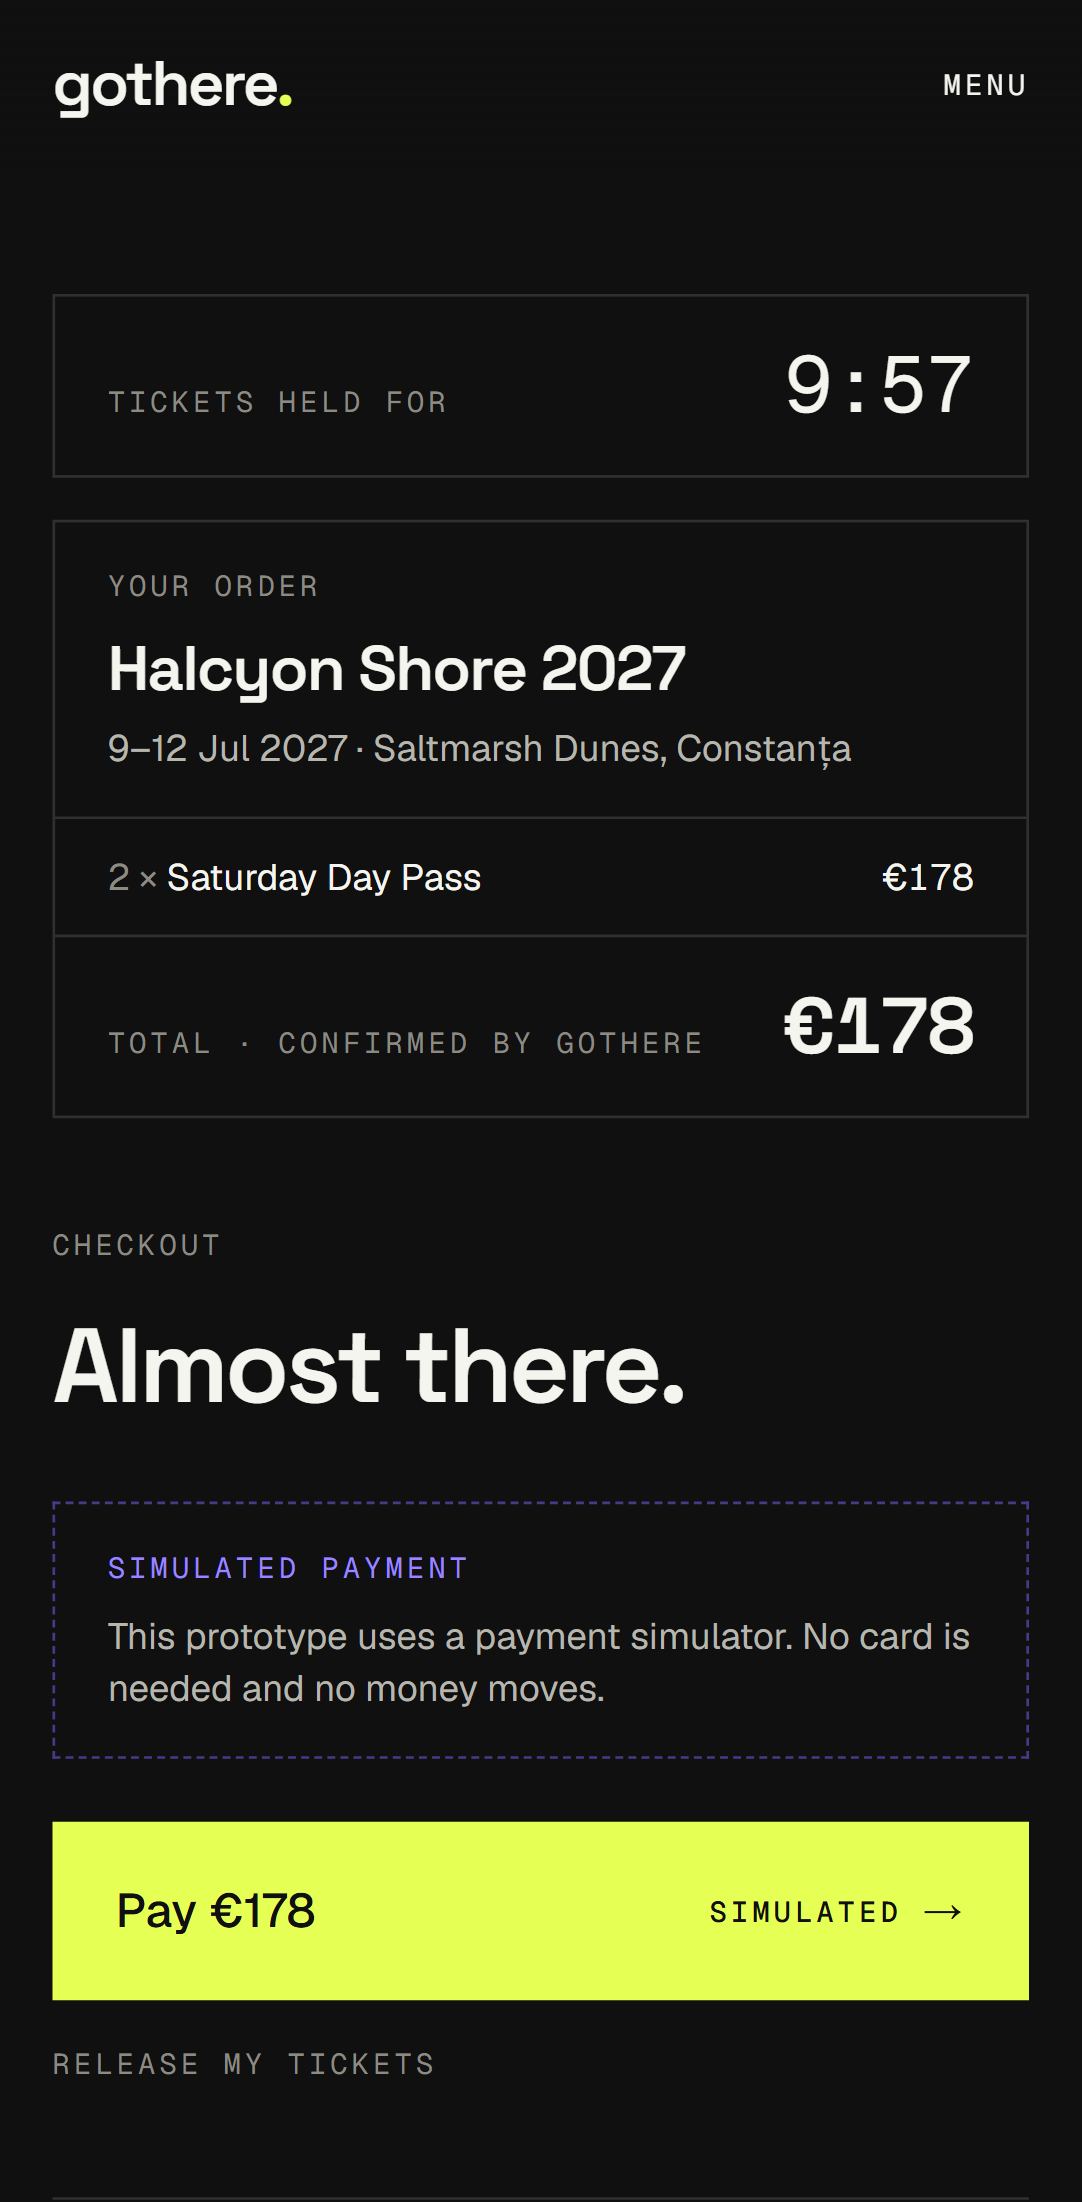 gothere.
MENU
TICKETS HELD FOR
9:57
YOUR ORDER
Halcyon Shore 2027
9–12 Jul 2027 · Saltmarsh Dunes, Constanța
2 × Saturday Day Pass
€178
TOTAL · CONFIRMED BY GOTHERE
€178
CHECKOUT
Almost there.
SIMULATED PAYMENT
This prototype uses a payment simulator. No card is
needed and no money moves.
Pay €178
SIMULATED →
RELEASE MY TICKETS